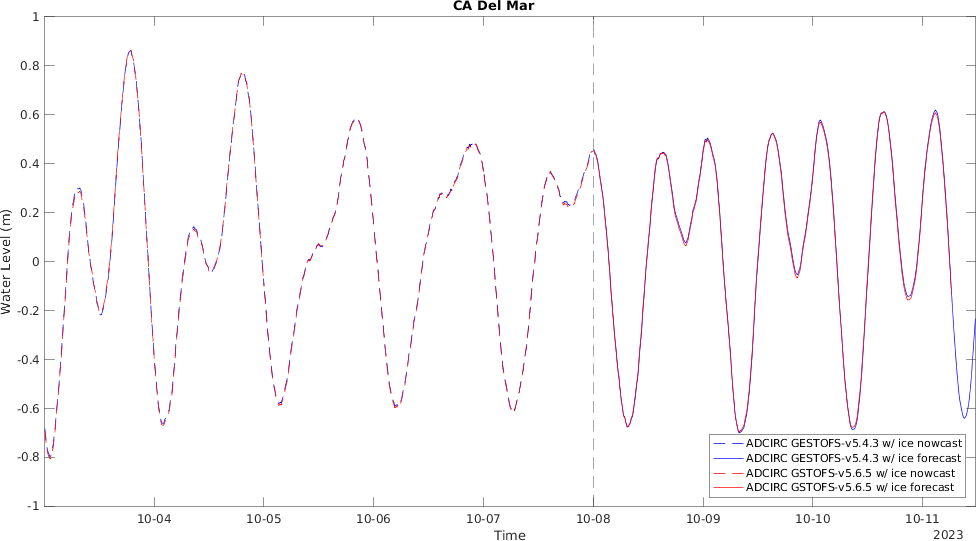 CA Del Mar
Water Level (m)
1
0.8
0.6
0.4
0.2
0
-0.2
-0.4
-0.6
-0.8
-1
ADCIRC GESTOFS-v5.4.3 w/ ice nowcast
ADCIRC GESTOFS-v5.4.3 w/ ice forecast
ADCIRC GSTOFS-v5.6.5 w/ ice nowcast
ADCIRC GSTOFS-v5.6.5 w/ ice forecast
10-04 10-05 10-06 10-07 10-08 10-09 10-10 10-11
Time
2023